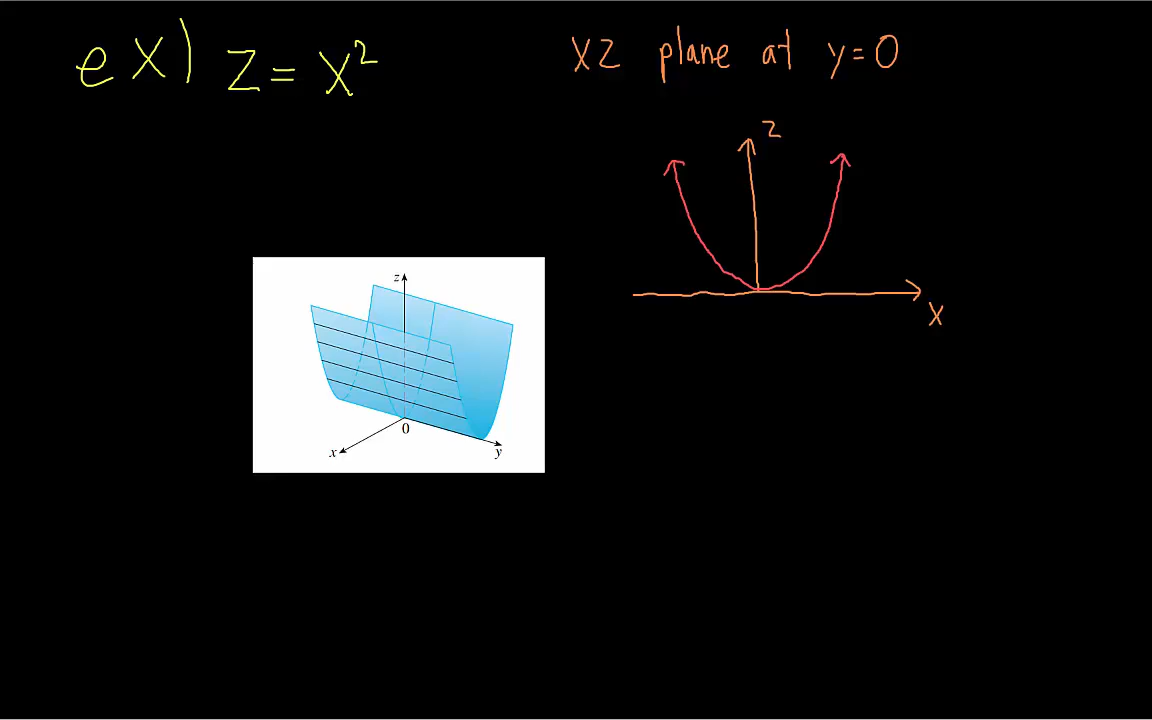 ex) z = x²
xz plane at y=0
z
x
z
0
x
y